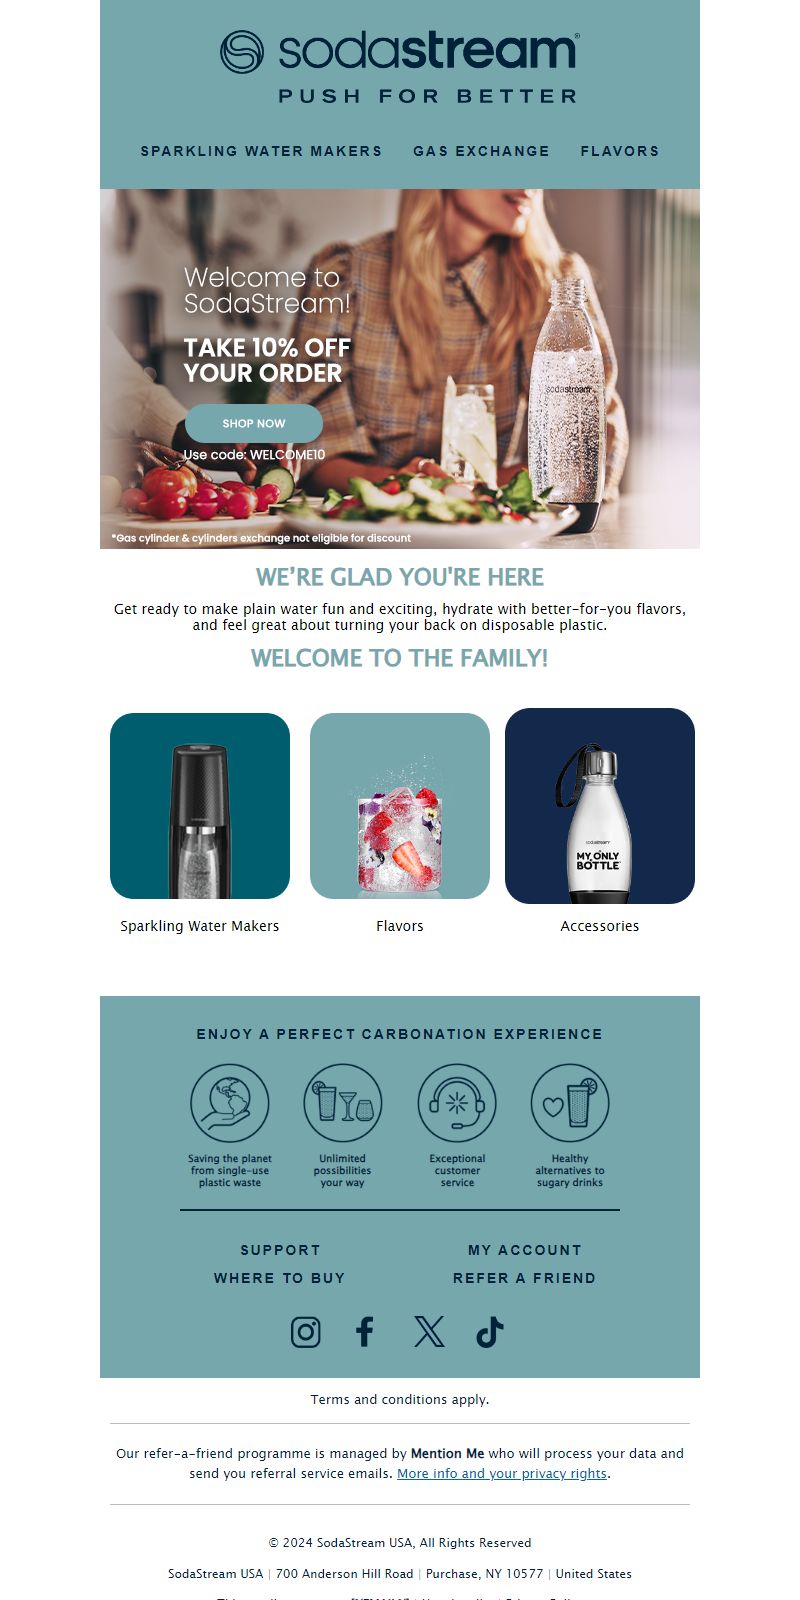 sodastream®
PUSH FOR BETTER
SPARKLING WATER MAKERS GAS EXCHANGE FLAVORS
Welcome to
SodaStream!
TAKE 10% OFF
YOUR ORDER
SHOP NOW
Use code: WELCOME10
sodastream
*Gas cylinder & cylinders exchange not eligible for discount
WE’RE GLAD YOU'RE HERE
Get ready to make plain water fun and exciting, hydrate with better-for-you flavors,
and feel great about turning your back on disposable plastic.
WELCOME TO THE FAMILY!
sodastream
MY ONLY
BOTTLE
Sparkling Water Makers Flavors Accessories
ENJOY A PERFECT CARBONATION EXPERIENCE
Saving the planet
from single-use
plastic waste
Unlimited
possibilities
your way
Exceptional
customer
service
Healthy
alternatives to
sugary drinks
SUPPORT MY ACCOUNT
WHERE TO BUY REFER A FRIEND
Terms and conditions apply.
Our refer-a-friend programme is managed by Mention Me who will process your data and
send you referral service emails. More info and your privacy rights.
© 2024 SodaStream USA, All Rights Reserved
SodaStream USA | 700 Anderson Hill Road | Purchase, NY 10577 | United States